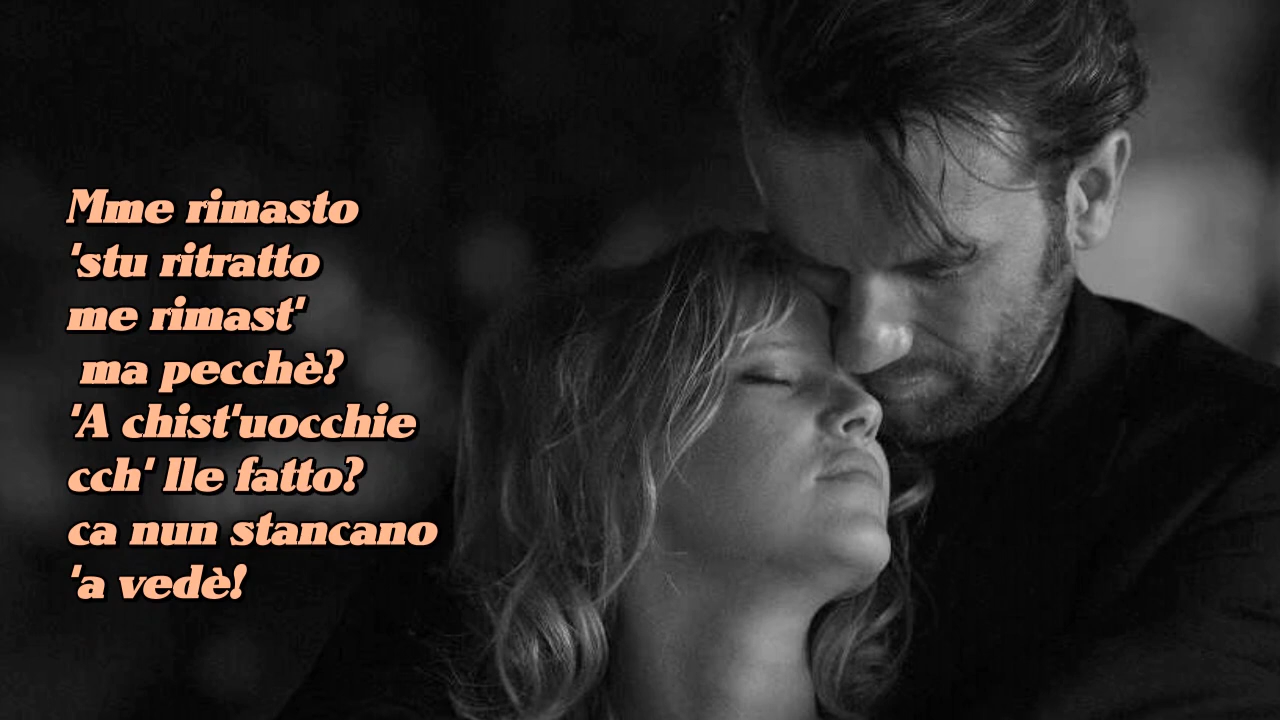 Mme rimasto
'stu ritratto
me rimast'
ma pecchè?
'A chist'uocchie
cch' lle fatto?
ca nun stancano
'a vedè!